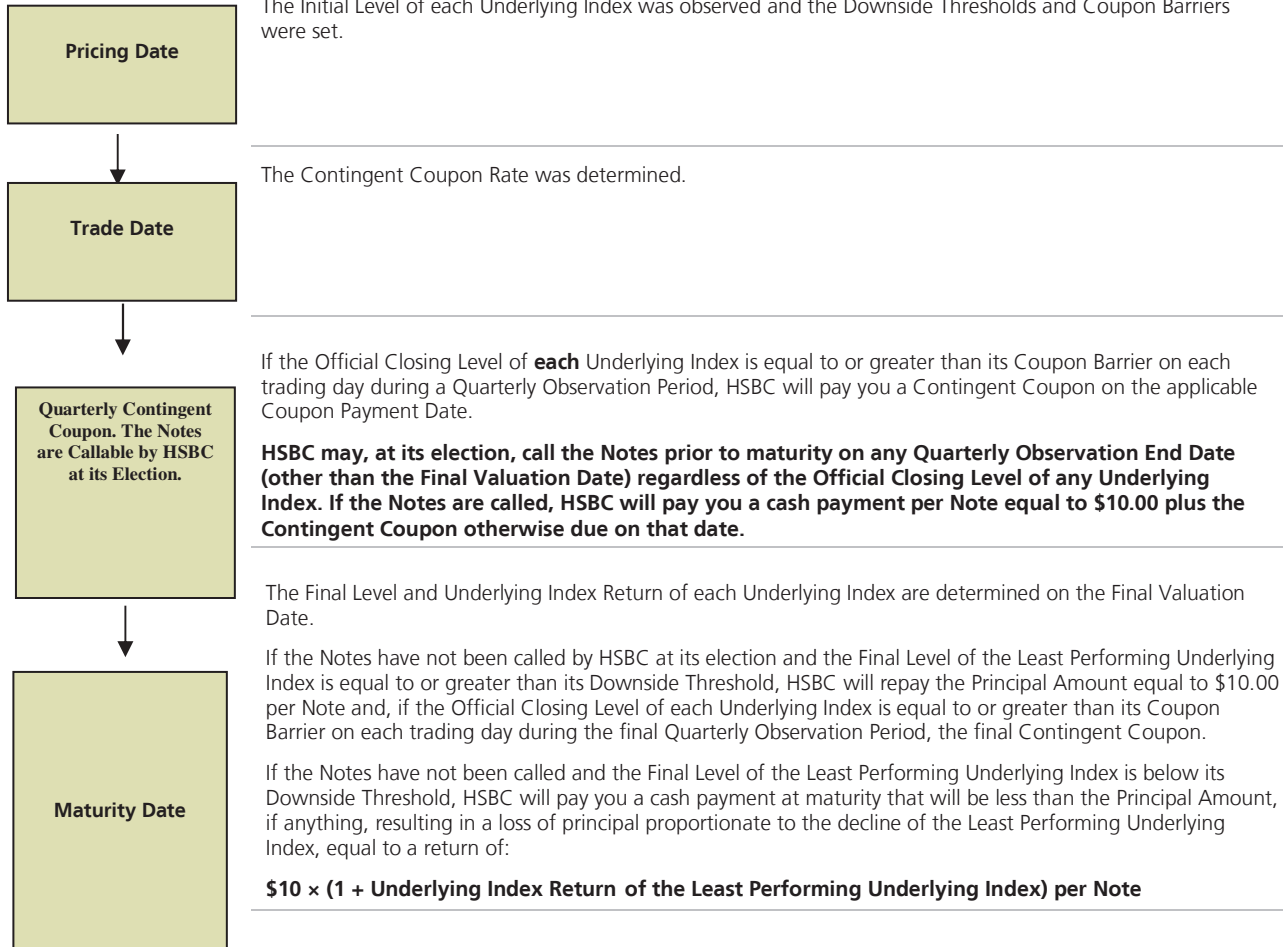 The Initial Level of each Underlying Index was observed and the Downside Thresholds and Coupon Barriers
were set.
Pricing Date
The Contingent Coupon Rate was determined.
Trade Date
If the Official Closing Level of each Underlying Index is equal to or greater than its Coupon Barrier on each
trading day during a Quarterly Observation Period, HSBC will pay you a Contingent Coupon on the applicable
Coupon Payment Date.
Quarterly Contingent
Coupon. The Notes
are Callable by HSBC
at its Election.
HSBC may, at its election, call the Notes prior to maturity on any Quarterly Observation End Date
(other than the Final Valuation Date) regardless of the Official Closing Level of any Underlying
Index. If the Notes are called, HSBC will pay you a cash payment per Note equal to $10.00 plus the
Contingent Coupon otherwise due on that date.
The Final Level and Underlying Index Return of each Underlying Index are determined on the Final Valuation
Date.
If the Notes have not been called by HSBC at its election and the Final Level of the Least Performing Underlying
Index is equal to or greater than its Downside Threshold, HSBC will repay the Principal Amount equal to $10.00
per Note and, if the Official Closing Level of each Underlying Index is equal to or greater than its Coupon
Barrier on each trading day during the final Quarterly Observation Period, the final Contingent Coupon.
Maturity Date
If the Notes have not been called and the Final Level of the Least Performing Underlying Index is below its
Downside Threshold, HSBC will pay you a cash payment at maturity that will be less than the Principal Amount,
if anything, resulting in a loss of principal proportionate to the decline of the Least Performing Underlying
Index, equal to a return of:
$10 × (1 + Underlying Index Return of the Least Performing Underlying Index) per Note